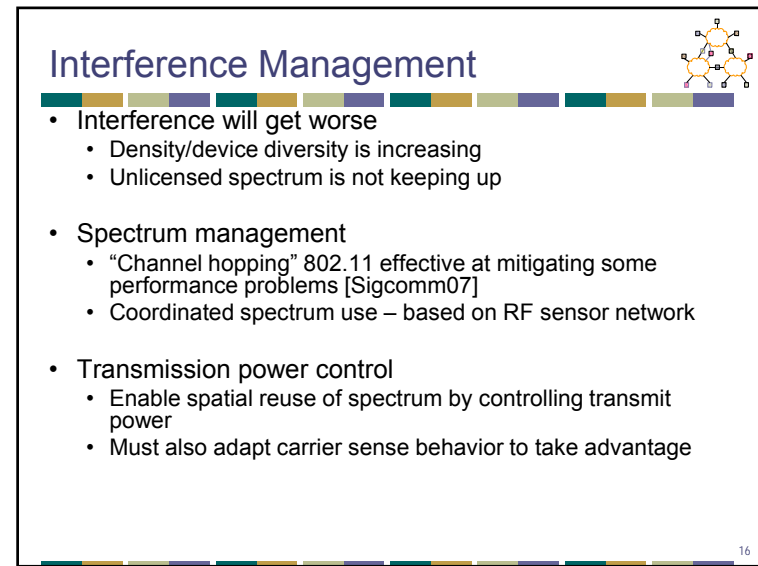 Interference Management
• Interference will get worse
• Density/device diversity is increasing
• Unlicensed spectrum is not keeping up
• Spectrum management
• “Channel hopping” 802.11 effective at mitigating some
performance problems [Sigcomm07]
• Coordinated spectrum use – based on RF sensor network
• Transmission power control
• Enable spatial reuse of spectrum by controlling transmit
power
• Must also adapt carrier sense behavior to take advantage
16